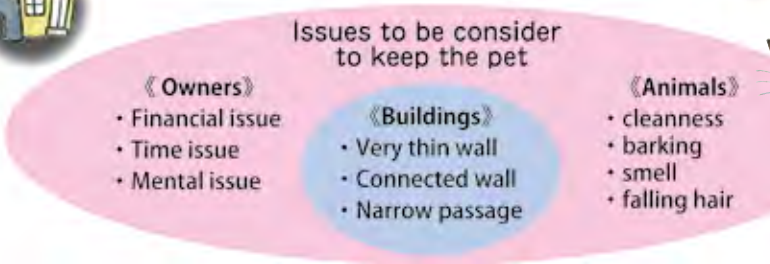 Issues to be consider
to keep the pet
《 Owners》
・Financial issue
・Time issue
・Mental issue
《Buildings》
・Very thin wall
・Connected wall
・Narrow passage
《Animals》
・cleanness
・barking
・smell
・falling hair